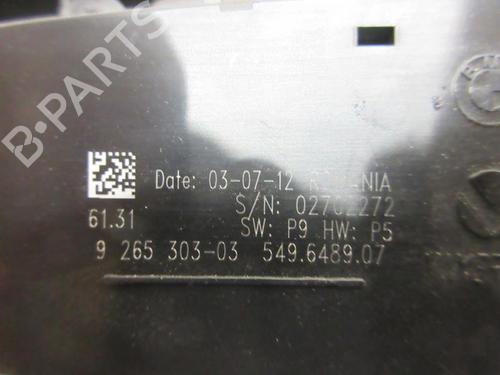 B-PARTS
Date: 03-07-12 ROMANIA
61.31
S/N: 02702272
SW: P9 HW: P5
9 265 303-03 549.6489.07